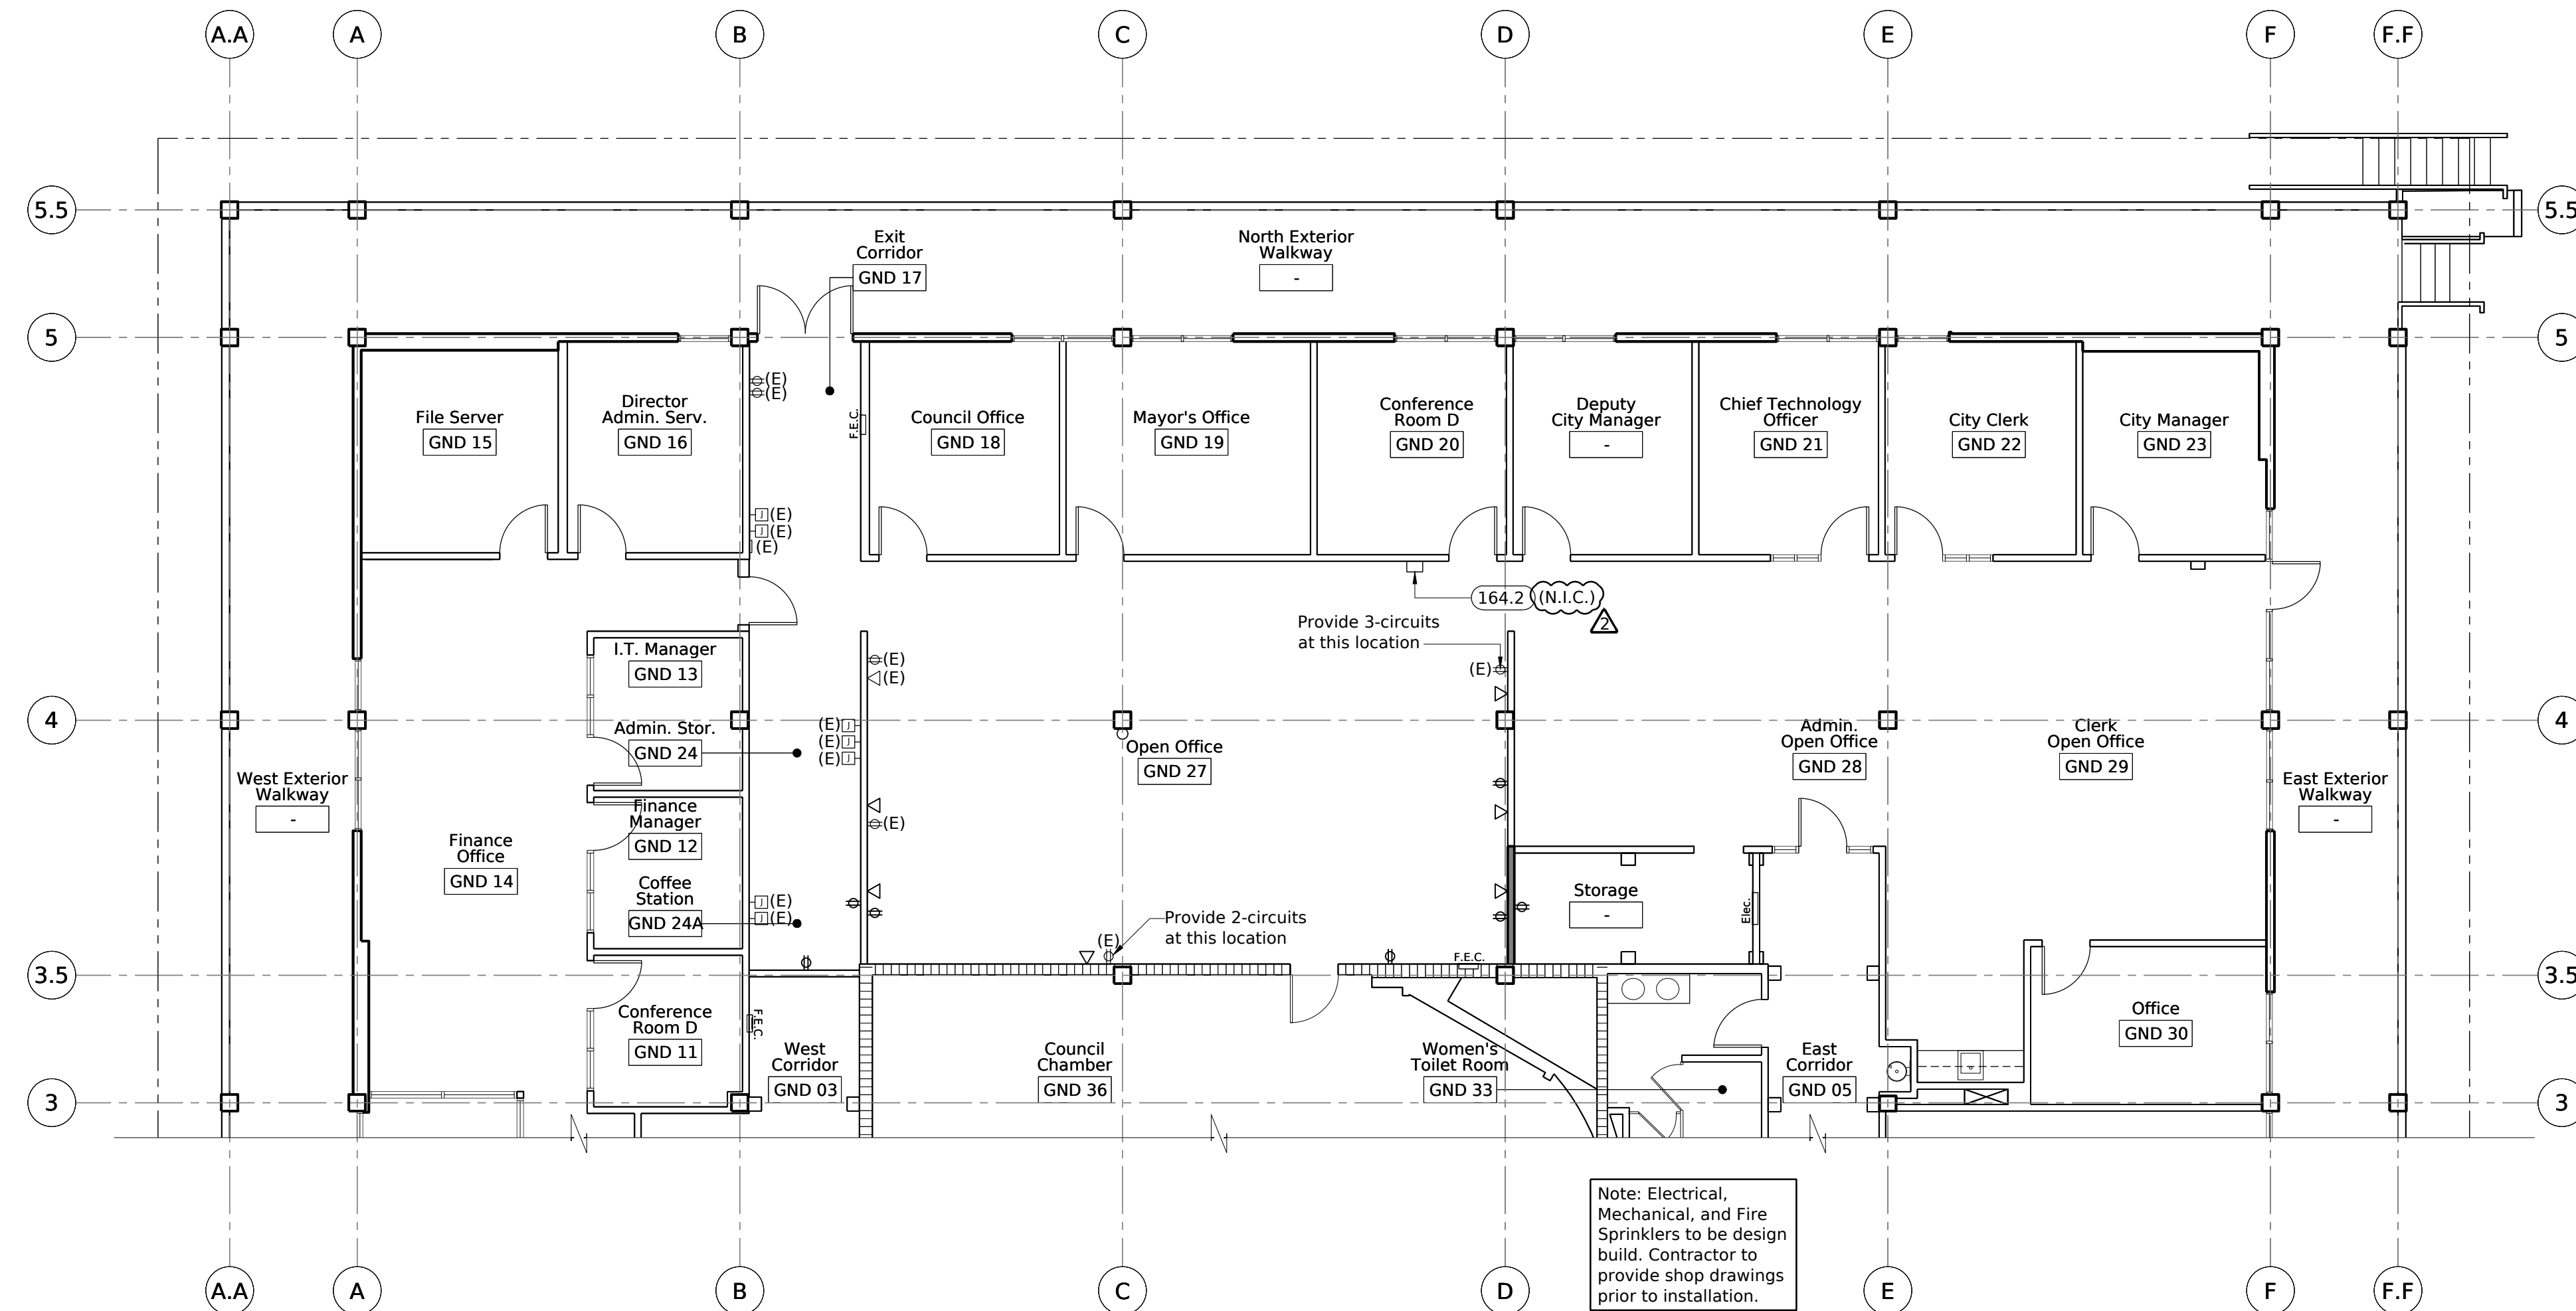 A.A
A
B
C
D
E
F
F.F
5.5
5.5
Exit
Corridor
GND 17
North Exterior
Walkway
-
5
5
(E)
(E)
F.E.C.
File Server
GND 15
Director
Admin. Serv.
GND 16
Council Office
GND 18
Mayor's Office
GND 19
Conference
Room D
GND 20
Deputy
City Manager
-
Chief Technology
Officer
GND 21
City Clerk
GND 22
City Manager
GND 23
J
(E)
J
(E)
(E)
164.2
(N.I.C.)
2
Provide 3-circuits
at this location
(E)
I.T. Manager
GND 13
(E)
(E)
4
4
Admin. Stor.
GND 24
(E)
J
(E)
J
(E)
J
Open Office
GND 27
Admin.
Open Office
GND 28
Clerk
Open Office
GND 29
West Exterior
Walkway
-
East Exterior
Walkway
-
Finance
Manager
GND 12
(E)
Finance
Office
GND 14
Coffee
Station
GND 24A
J
(E)
J
(E)
Storage
-
Elec.
Provide 2-circuits
at this location
(E)
F.E.C.
3.5
3.5
Conference
Room D
GND 11
F.E.C.
West
Corridor
GND 03
Council
Chamber
GND 36
Women's
Toilet Room
GND 33
East
Corridor
GND 05
Office
GND 30
3
3
Note: Electrical,
Mechanical, and Fire
Sprinklers to be design
build. Contractor to
provide shop drawings
prior to installation.
A.A
A
B
C
D
E
F
F.F